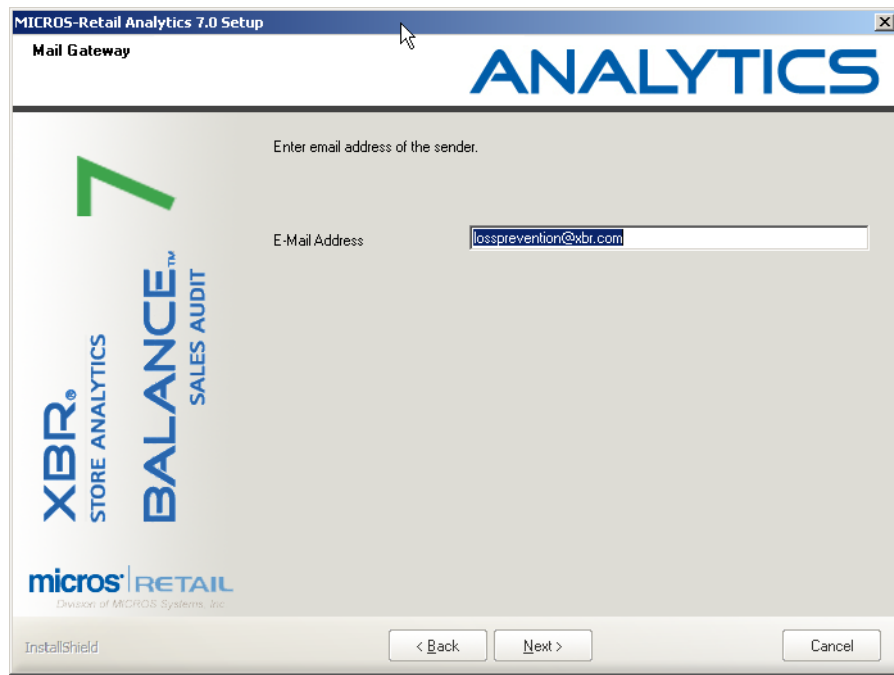 MICROS-Retail Analytics 7.0 Setup
Mail Gateway
ANALYTICS
Enter email address of the sender.
E-Mail Address
lossprevention@xbr.com
7
XBR®
STORE ANALYTICS
BALANCE™
SALES AUDIT
micros® RETAIL
Division of MICROS Systems, Inc.
InstallShield
< Back
Next >
Cancel